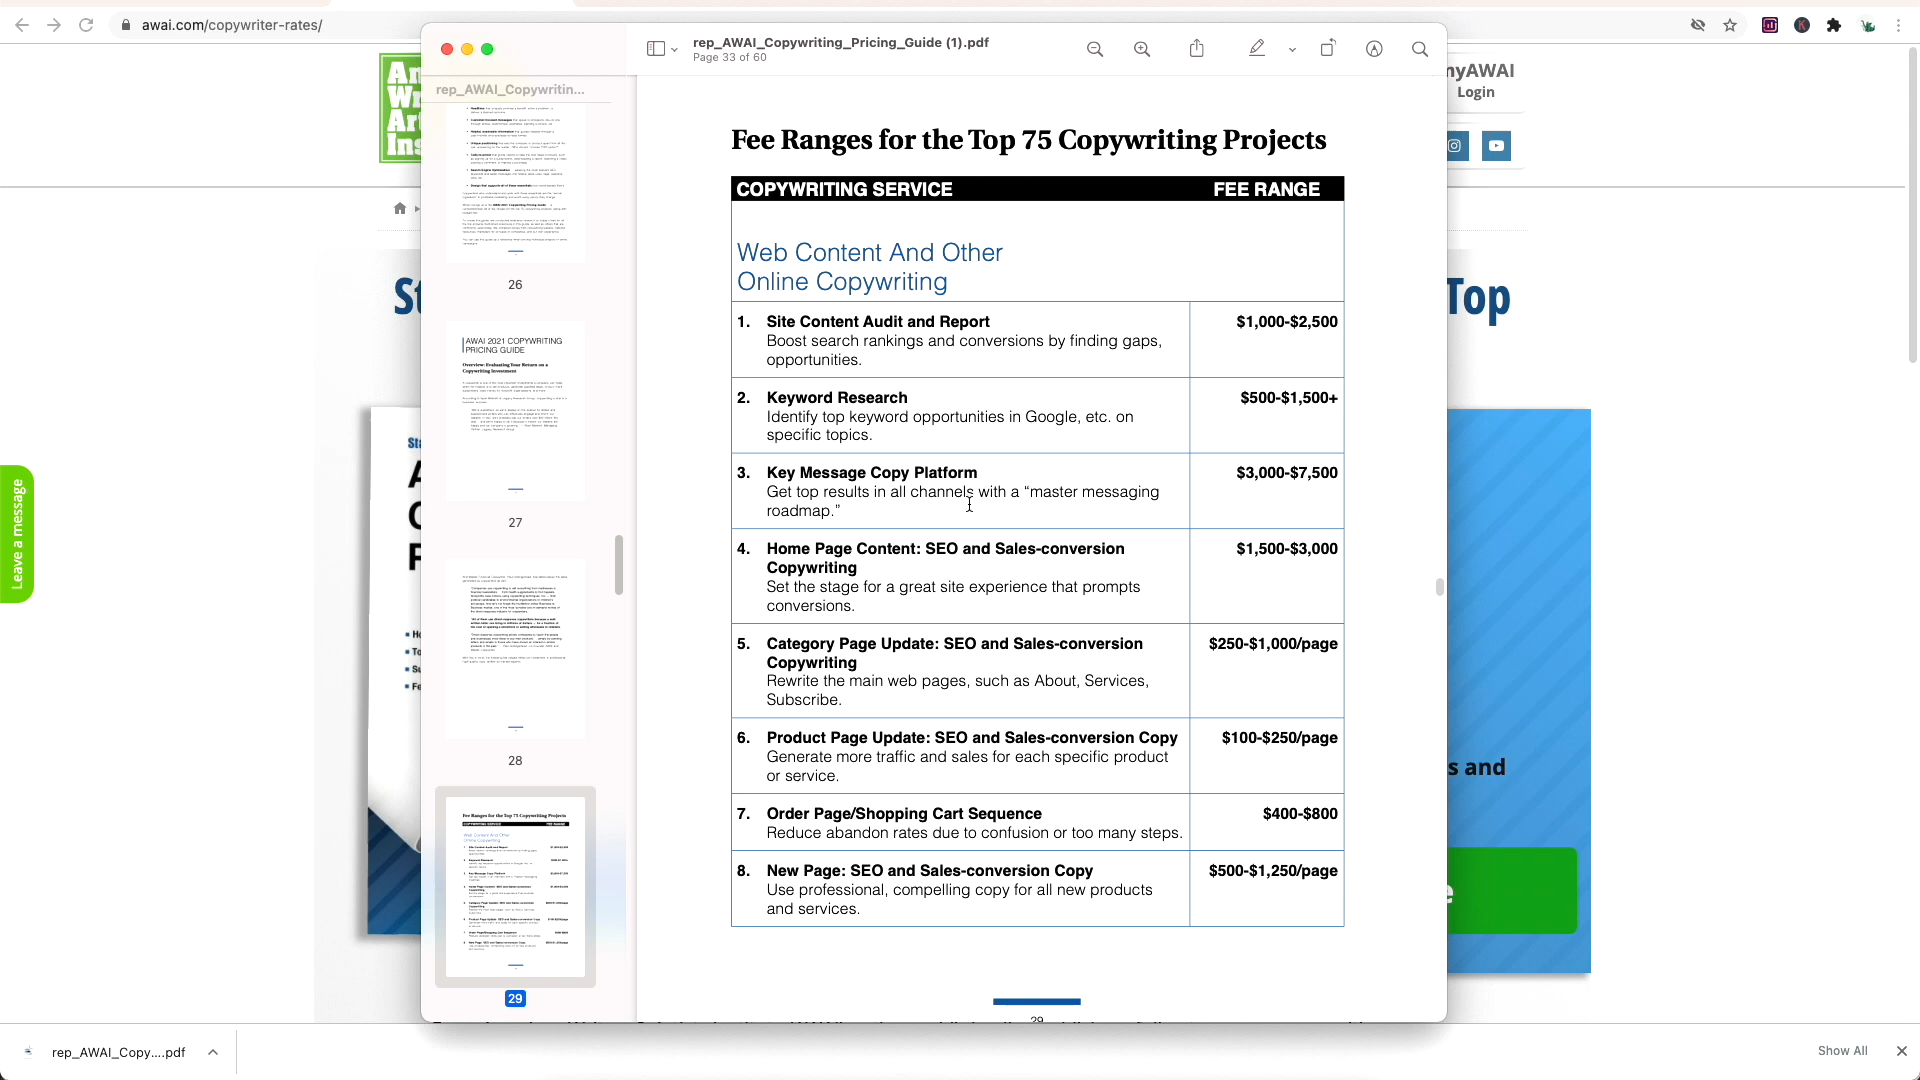 awai.com/copywriter-rates/
rep_AWAI_Copywriting_Pricing_Guide (1).pdf
Page 33 of 60
rep_AWAI_Copywritin...
myAWAI
Login
26
AWAI 2021 COPYWRITING
PRICING GUIDE
Overview: Evaluating Your Return on a
Copywriting Investment
27
28
29
Fee Ranges for the Top 75 Copywriting Projects
COPYWRITING SERVICE FEE RANGE
Web Content And Other
Online Copywriting
1. Site Content Audit and Report $1,000-$2,500
Boost search rankings and conversions by finding gaps,
opportunities.
2. Keyword Research $500-$1,500+
Identify top keyword opportunities in Google, etc. on
specific topics.
3. Key Message Copy Platform $3,000-$7,500
Get top results in all channels with a “master messaging
roadmap.”
4. Home Page Content: SEO and Sales-conversion $1,500-$3,000
Copywriting
Set the stage for a great site experience that prompts
conversions.
5. Category Page Update: SEO and Sales-conversion $250-$1,000/page
Copywriting
Rewrite the main web pages, such as About, Services,
Subscribe.
6. Product Page Update: SEO and Sales-conversion Copy $100-$250/page
Generate more traffic and sales for each specific product
or service.
7. Order Page/Shopping Cart Sequence $400-$800
Reduce abandon rates due to confusion or too many steps.
8. New Page: SEO and Sales-conversion Copy $500-$1,250/page
Use professional, compelling copy for all new products
and services.
29
Top
s and
Leave a message
rep_AWAI_Copy....pdf
Show All